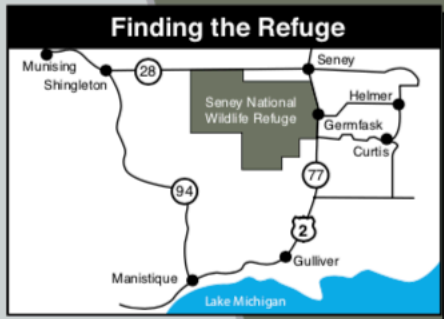 Finding the Refuge
Munising
Shingleton
28
Seney
Seney National
Wildlife Refuge
Helmer
Germfask
Curtis
77
94
2
Gulliver
Manistique
Lake Michigan